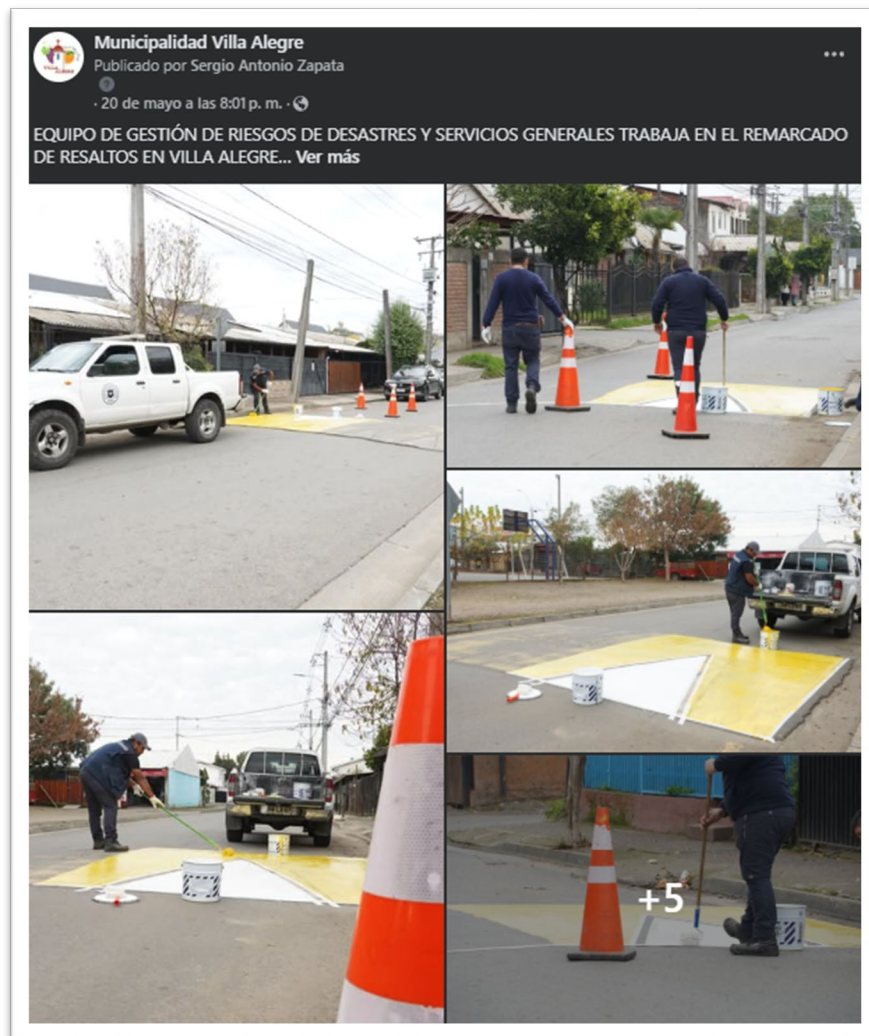 Municipalidad Villa Alegre
Publicado por Sergio Antonio Zapata
· 20 de mayo a las 8:01 p. m. ·
EQUIPO DE GESTIÓN DE RIESGOS DE DESASTRES Y SERVICIOS GENERALES TRABAJA EN EL REMARCADO
DE RESALTOS EN VILLA ALEGRE... Ver más
+5